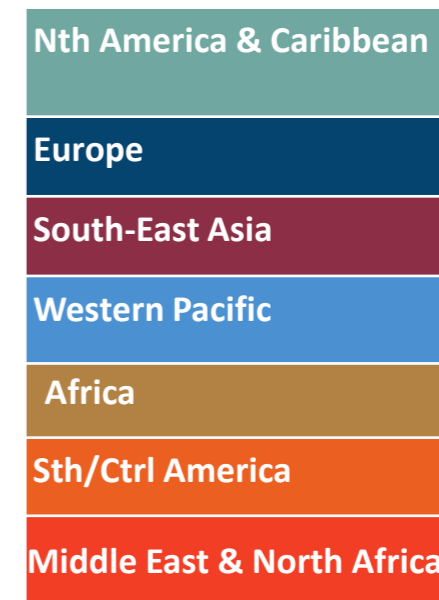 Nth America & Caribbean
Europe
South-East Asia
Western Pacific
Africa
Sth/Ctrl America
Middle East & North Africa